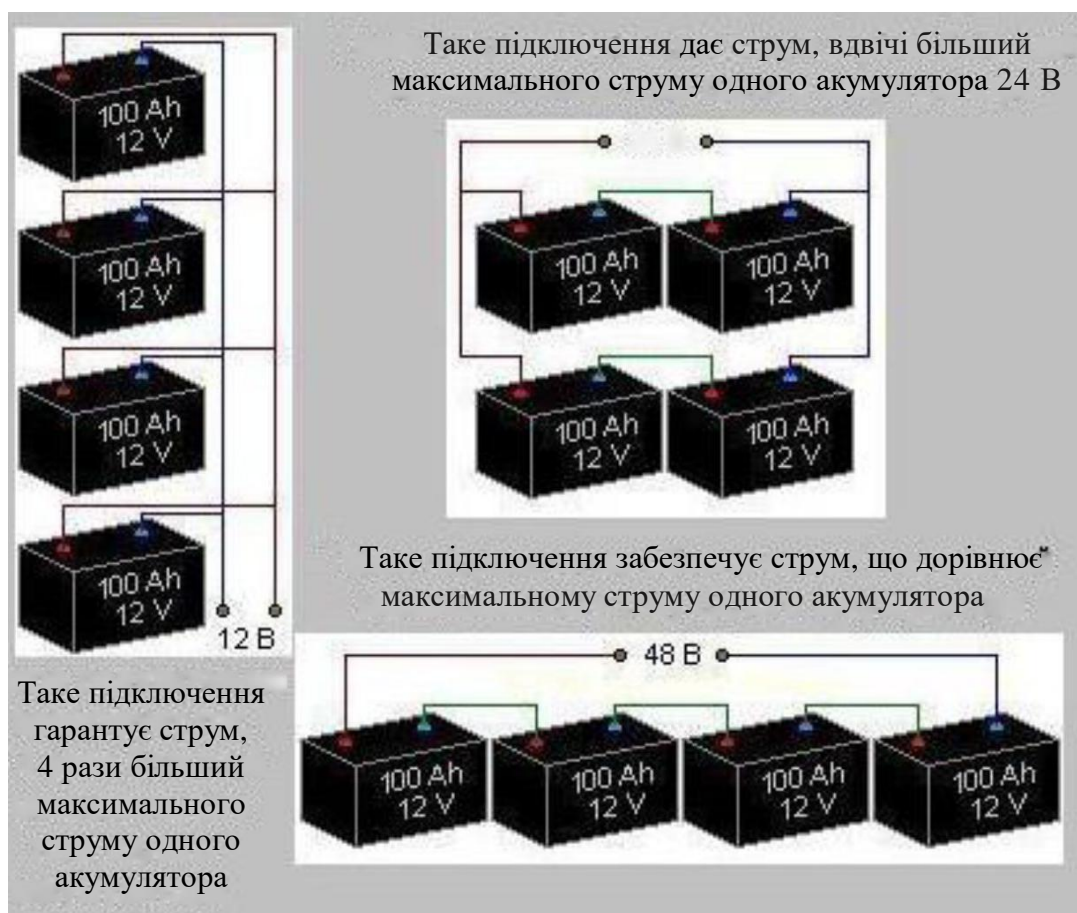 100 Ah
12 V
100 Ah
12 V
100 Ah
12 V
100 Ah
12 V
12 В
Таке підключення
гарантує струм,
4 рази більший
максимального
струму одного
акумулятора
Таке підключення дає струм, вдвічі більший
максимального струму одного акумулятора 24 В
100 Ah
12 V
100 Ah
12 V
100 Ah
12 V
100 Ah
12 V
Таке підключення забезпечує струм, що дорівнює
максимальному струму одного акумулятора
48 В
100 Ah
12 V
100 Ah
12 V
100 Ah
12 V
100 Ah
12 V